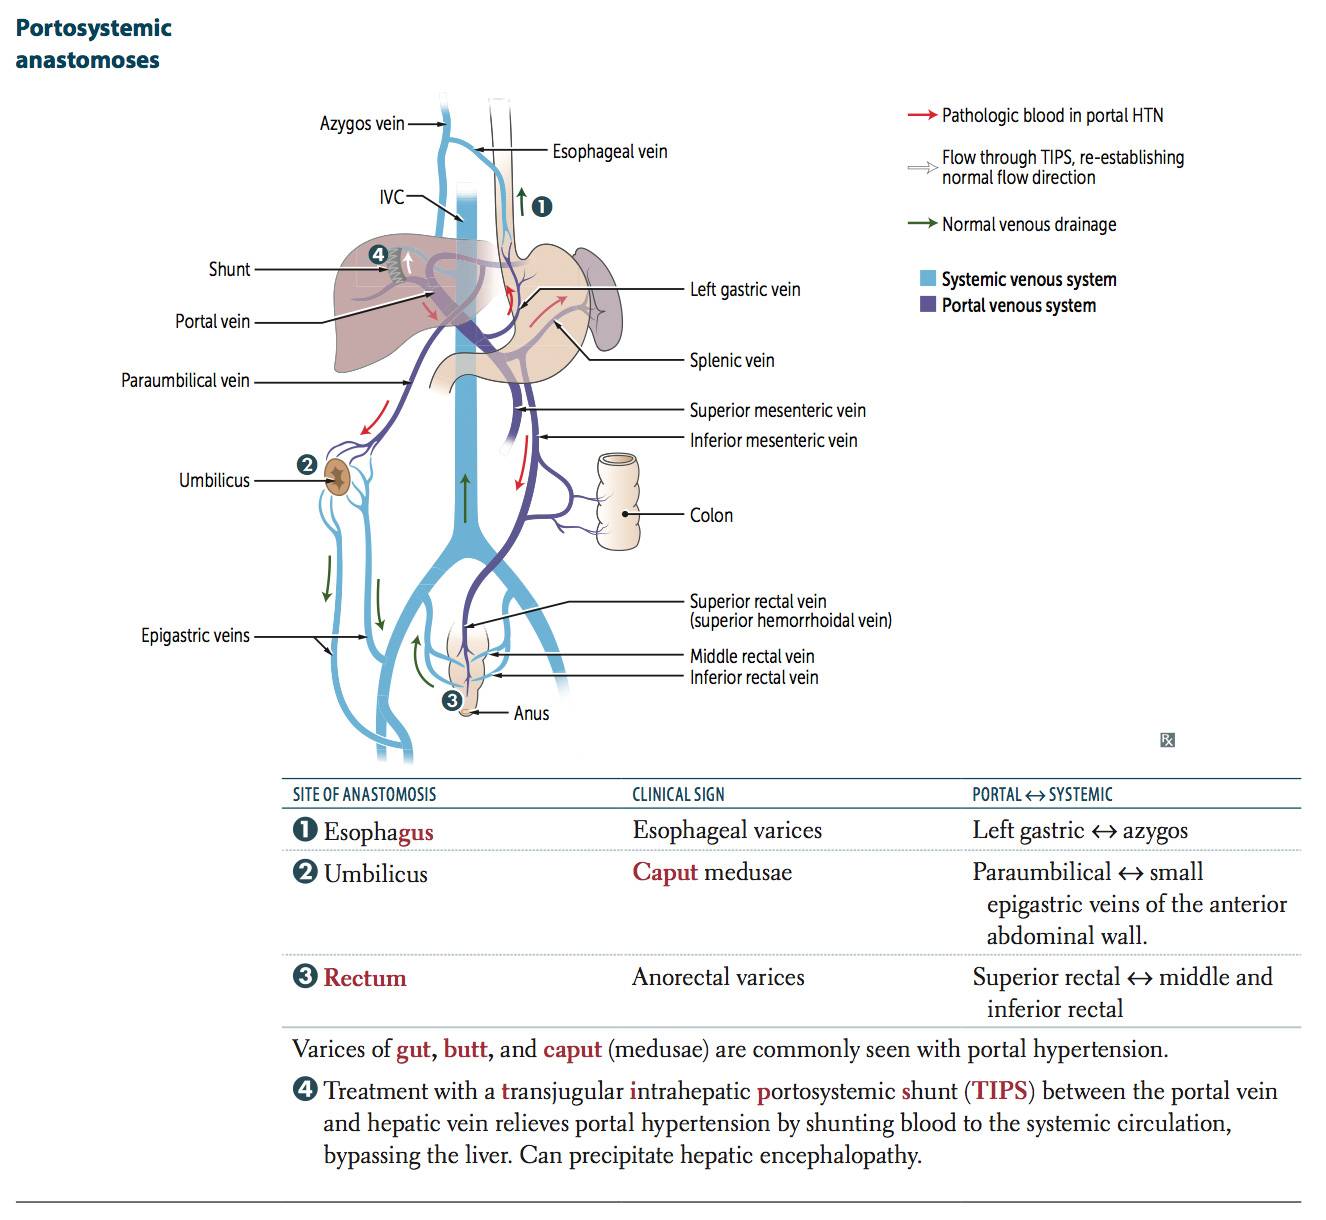 Portosystemic
anastomoses
Azygos vein
Esophageal vein
IVC
1
4
Shunt
Left gastric vein
Portal vein
Splenic vein
Paraumbilical vein
Superior mesenteric vein
Inferior mesenteric vein
2
Umbilicus
Colon
Superior rectal vein
(superior hemorrhoidal vein)
Epigastric veins
Middle rectal vein
Inferior rectal vein
3
Anus
Pathologic blood in portal HTN
Flow through TIPS, re-establishing
normal flow direction
Normal venous drainage
Systemic venous system
Portal venous system
Rx
SITE OF ANASTOMOSIS CLINICAL SIGN PORTAL ↔ SYSTEMIC
1 Esophagus Esophageal varices Left gastric ↔ azygos
2 Umbilicus Caput medusae Paraumbilical ↔ small
epigastric veins of the anterior
abdominal wall.
3 Rectum Anorectal varices Superior rectal ↔ middle and
inferior rectal
Varices of gut, butt, and caput (medusae) are commonly seen with portal hypertension.
4 Treatment with a transjugular intrahepatic portosystemic shunt (TIPS) between the portal vein
and hepatic vein relieves portal hypertension by shunting blood to the systemic circulation,
bypassing the liver. Can precipitate hepatic encephalopathy.